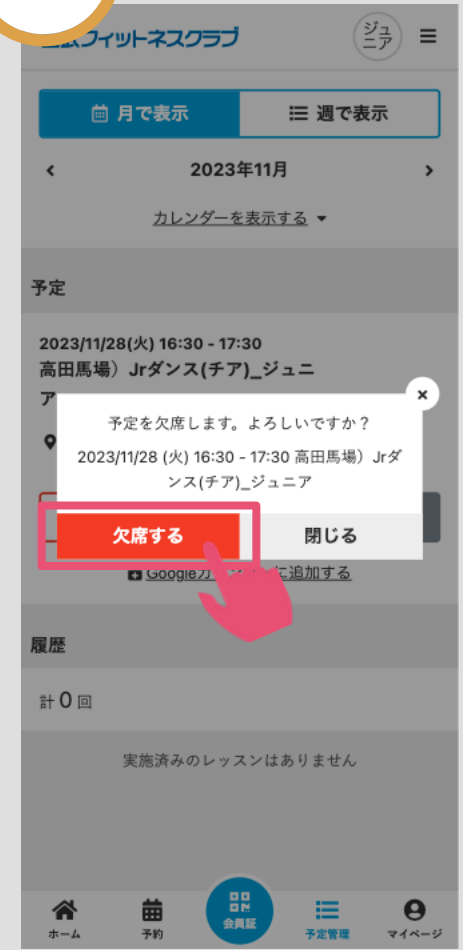 フィットネスクラブ
ジュ
ニア
月で表示
週で表示
2023年11月
カレンダーを表示する
予定
2023/11/28(火) 16:30 - 17:30
高田馬場）Jrダンス(チア)_ジュニ
ア
予定を欠席します。よろしいですか？
2023/11/28 (火) 16:30 - 17:30 高田馬場）Jrダ
ンス(チア)_ジュニア
欠席する
閉じる
Googleカ に追加する
履歴
計 0 回
実施済みのレッスンはありません
ホーム
予約
会員証
予定管理
マイページ